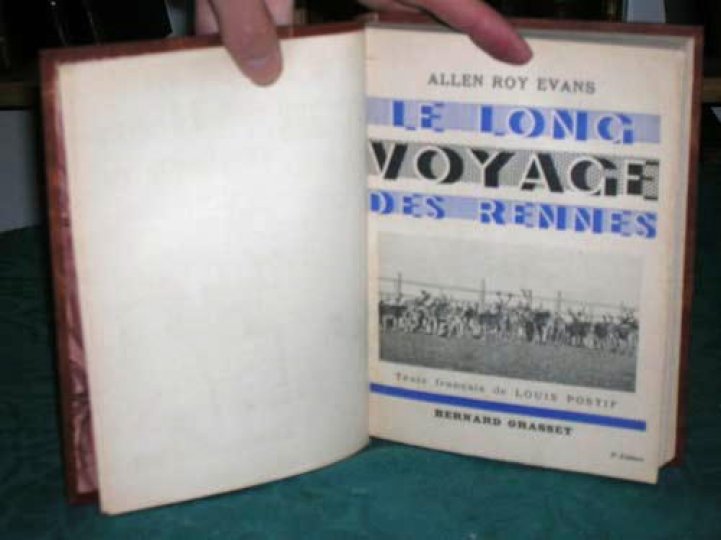 ALLEN ROY EVANS
LE LONG
VOYAGE
DES RENNES
Texte français de LOUIS POSTIF
BERNARD GRASSET